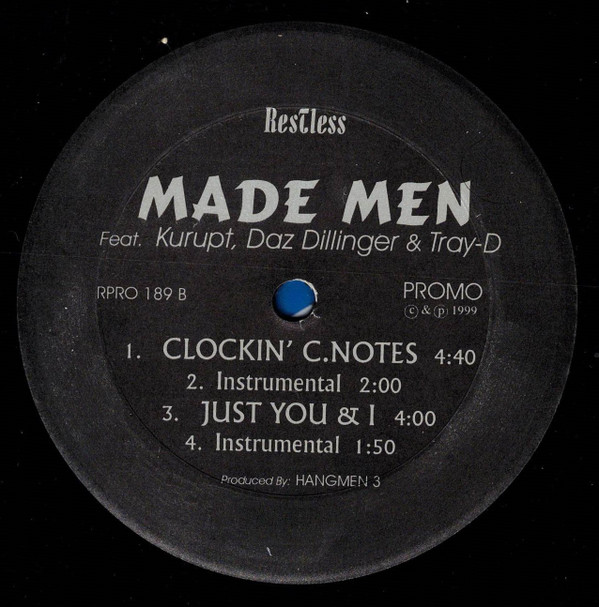 Restless
MADE MEN
Feat. Kurupt, Daz Dillinger & Tray-D
RPRO 189 B
PROMO
ⓒ & ⓟ 1999
1. CLOCKIN' C.NOTES 4:40
2. Instrumental 2:00
3. JUST YOU & I 4:00
4. Instrumental 1:50
Produced By: HANGMEN 3